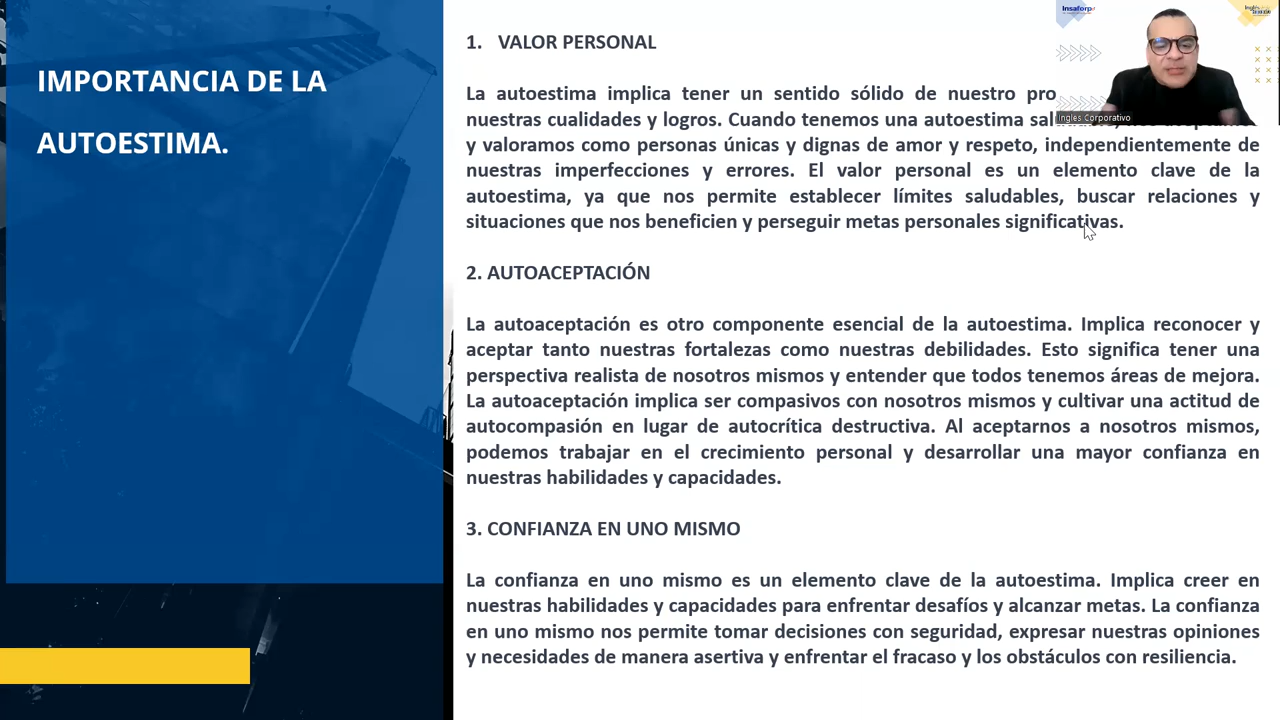 IMPORTANCIA DE LA
AUTOESTIMA.
1. VALOR PERSONAL
La autoestima implica tener un sentido sólido de nuestro pro
nuestras cualidades y logros. Cuando tenemos una autoestima
y valoramos como personas únicas y dignas de amor y respeto, independientemente de
nuestras imperfecciones y errores. El valor personal es un elemento clave de la
autoestima, ya que nos permite establecer límites saludables, buscar relaciones y
situaciones que nos beneficien y perseguir metas personales significativas.
2. AUTOACEPTACIÓN
La autoaceptación es otro componente esencial de la autoestima. Implica reconocer y
aceptar tanto nuestras fortalezas como nuestras debilidades. Esto significa tener una
perspectiva realista de nosotros mismos y entender que todos tenemos áreas de mejora.
La autoaceptación implica ser compasivos con nosotros mismos y cultivar una actitud de
autocompasión en lugar de autocrítica destructiva. Al aceptarnos a nosotros mismos,
podemos trabajar en el crecimiento personal y desarrollar una mayor confianza en
nuestras habilidades y capacidades.
3. CONFIANZA EN UNO MISMO
La confianza en uno mismo es un elemento clave de la autoestima. Implica creer en
nuestras habilidades y capacidades para enfrentar desafíos y alcanzar metas. La confianza
en uno mismo nos permite tomar decisiones con seguridad, expresar nuestras opiniones
y necesidades de manera asertiva y enfrentar el fracaso y los obstáculos con resiliencia.
Insaforp
Ingles Corporativo